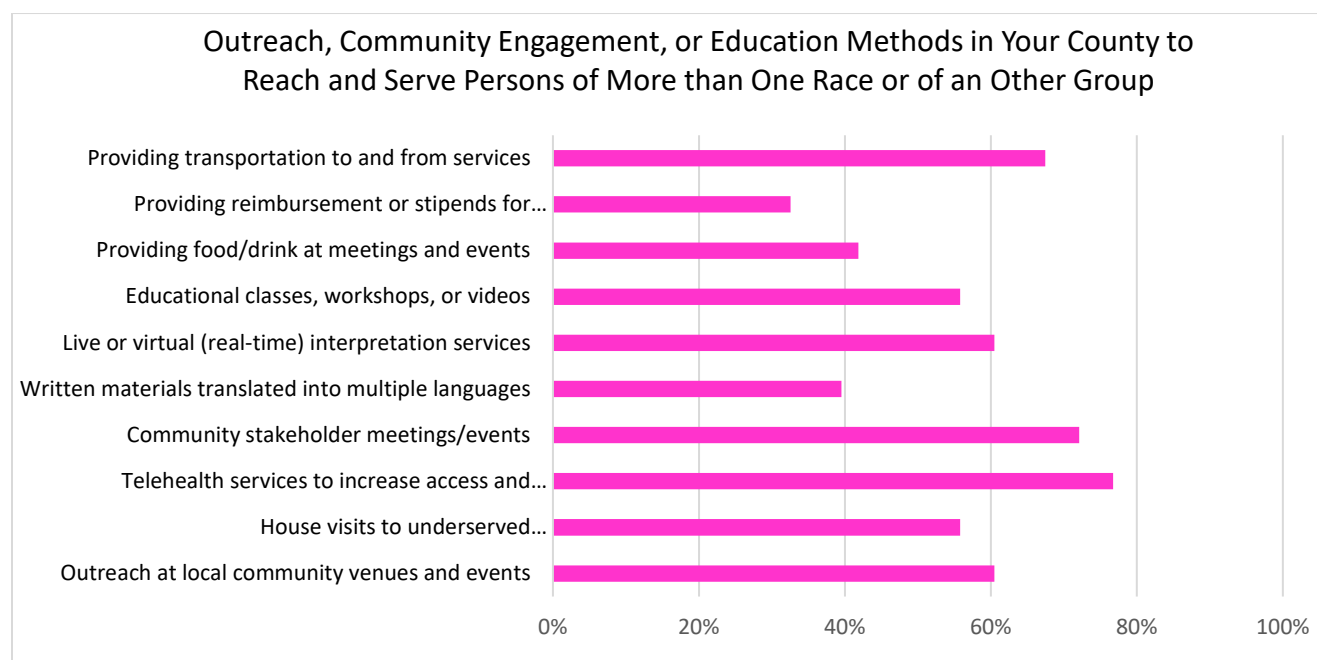 Outreach, Community Engagement, or Education Methods in Your County to
Reach and Serve Persons of More than One Race or of an Other Group
Providing transportation to and from services
Providing reimbursement or stipends for...
Providing food/drink at meetings and events
Educational classes, workshops, or videos
Live or virtual (real-time) interpretation services
Written materials translated into multiple languages
Community stakeholder meetings/events
Telehealth services to increase access and...
House visits to underserved...
Outreach at local community venues and events
0% 20% 40% 60% 80% 100%